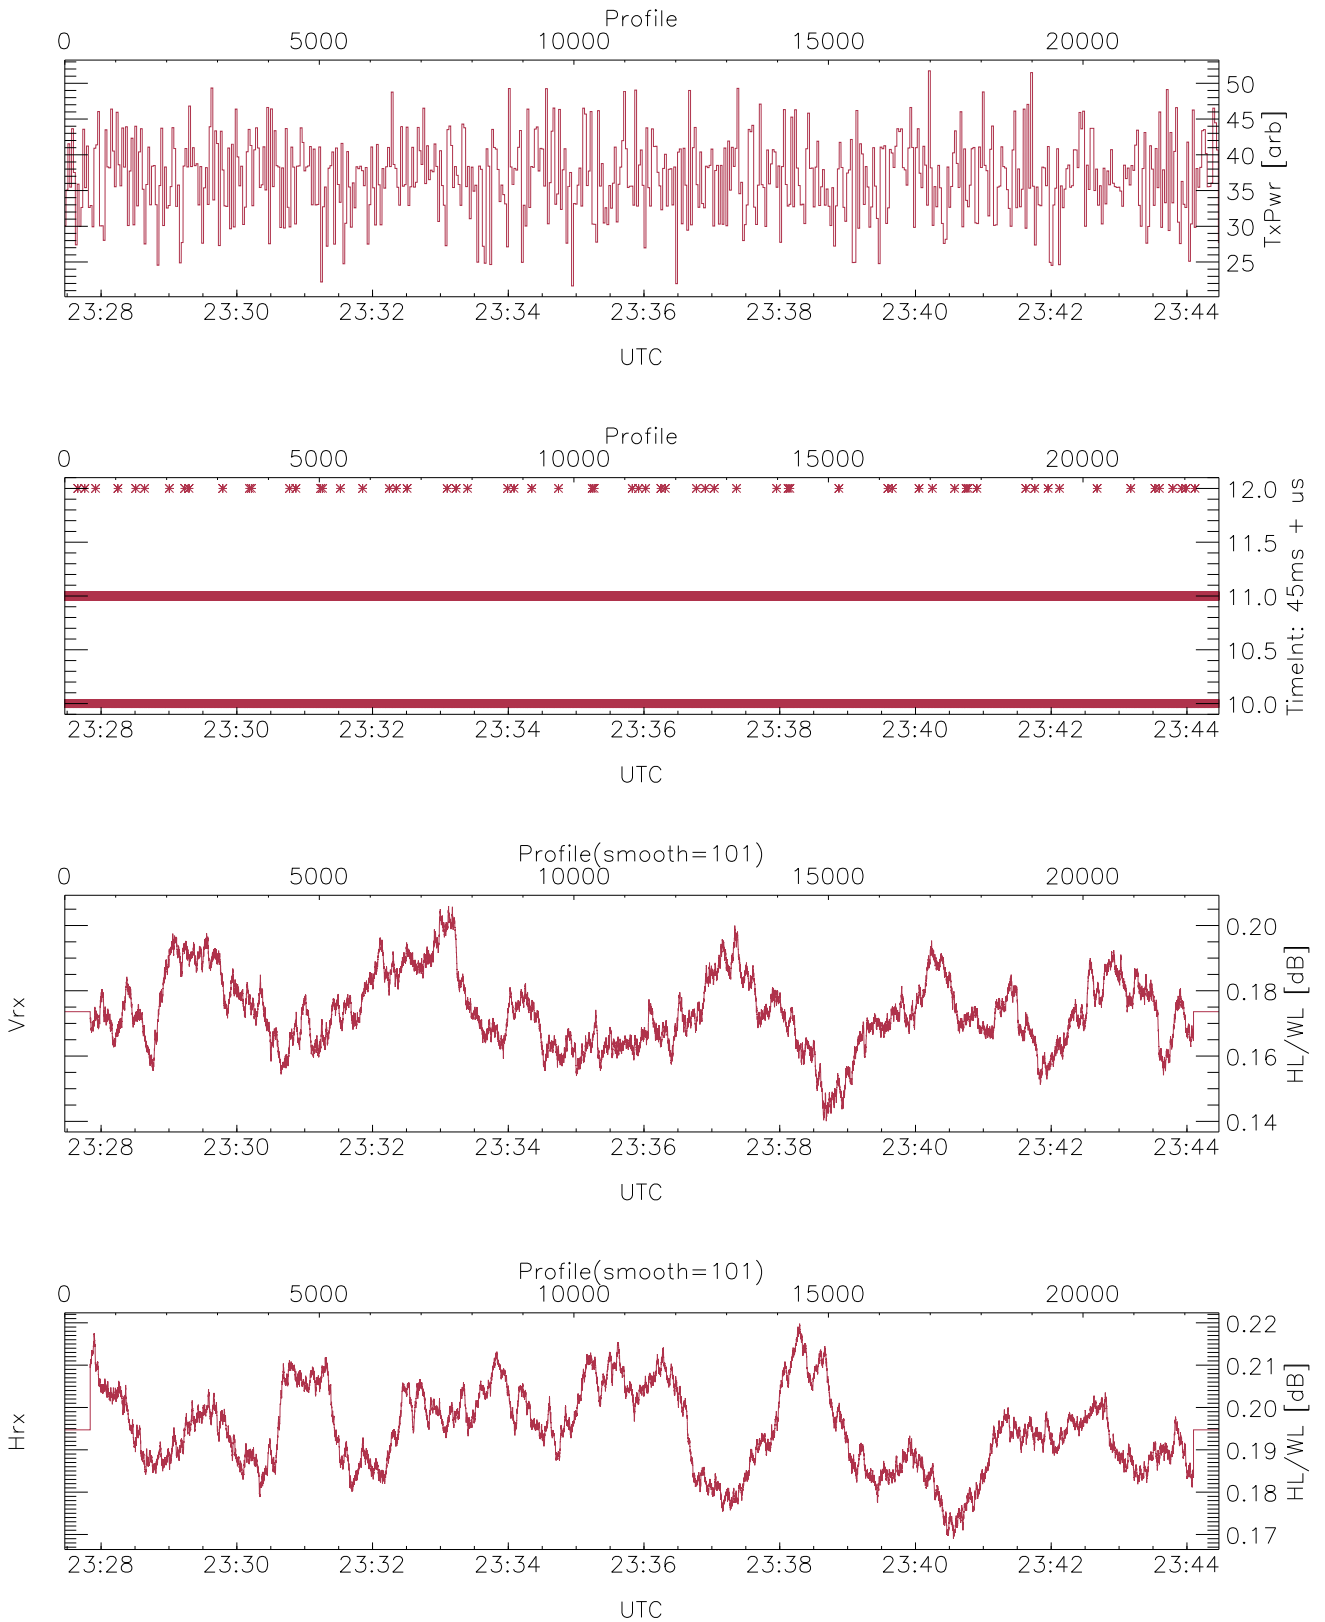 Profile
0 5000 10000 15000 20000
50
45
40
35
30
25
TxPwr [arb]
23:28 23:30 23:32 23:34 23:36 23:38 23:40 23:42 23:44
UTC
Profile
0 5000 10000 15000 20000
12.0
11.5
11.0
10.5
10.0
TimeInt: 45ms + us
23:28 23:30 23:32 23:34 23:36 23:38 23:40 23:42 23:44
UTC
Profile(smooth=101)
0 5000 10000 15000 20000
Vrx
0.20
0.18
0.16
0.14
HL/WL [dB]
23:28 23:30 23:32 23:34 23:36 23:38 23:40 23:42 23:44
UTC
Profile(smooth=101)
0 5000 10000 15000 20000
Hrx
0.22
0.21
0.20
0.19
0.18
0.17
HL/WL [dB]
23:28 23:30 23:32 23:34 23:36 23:38 23:40 23:42 23:44
UTC